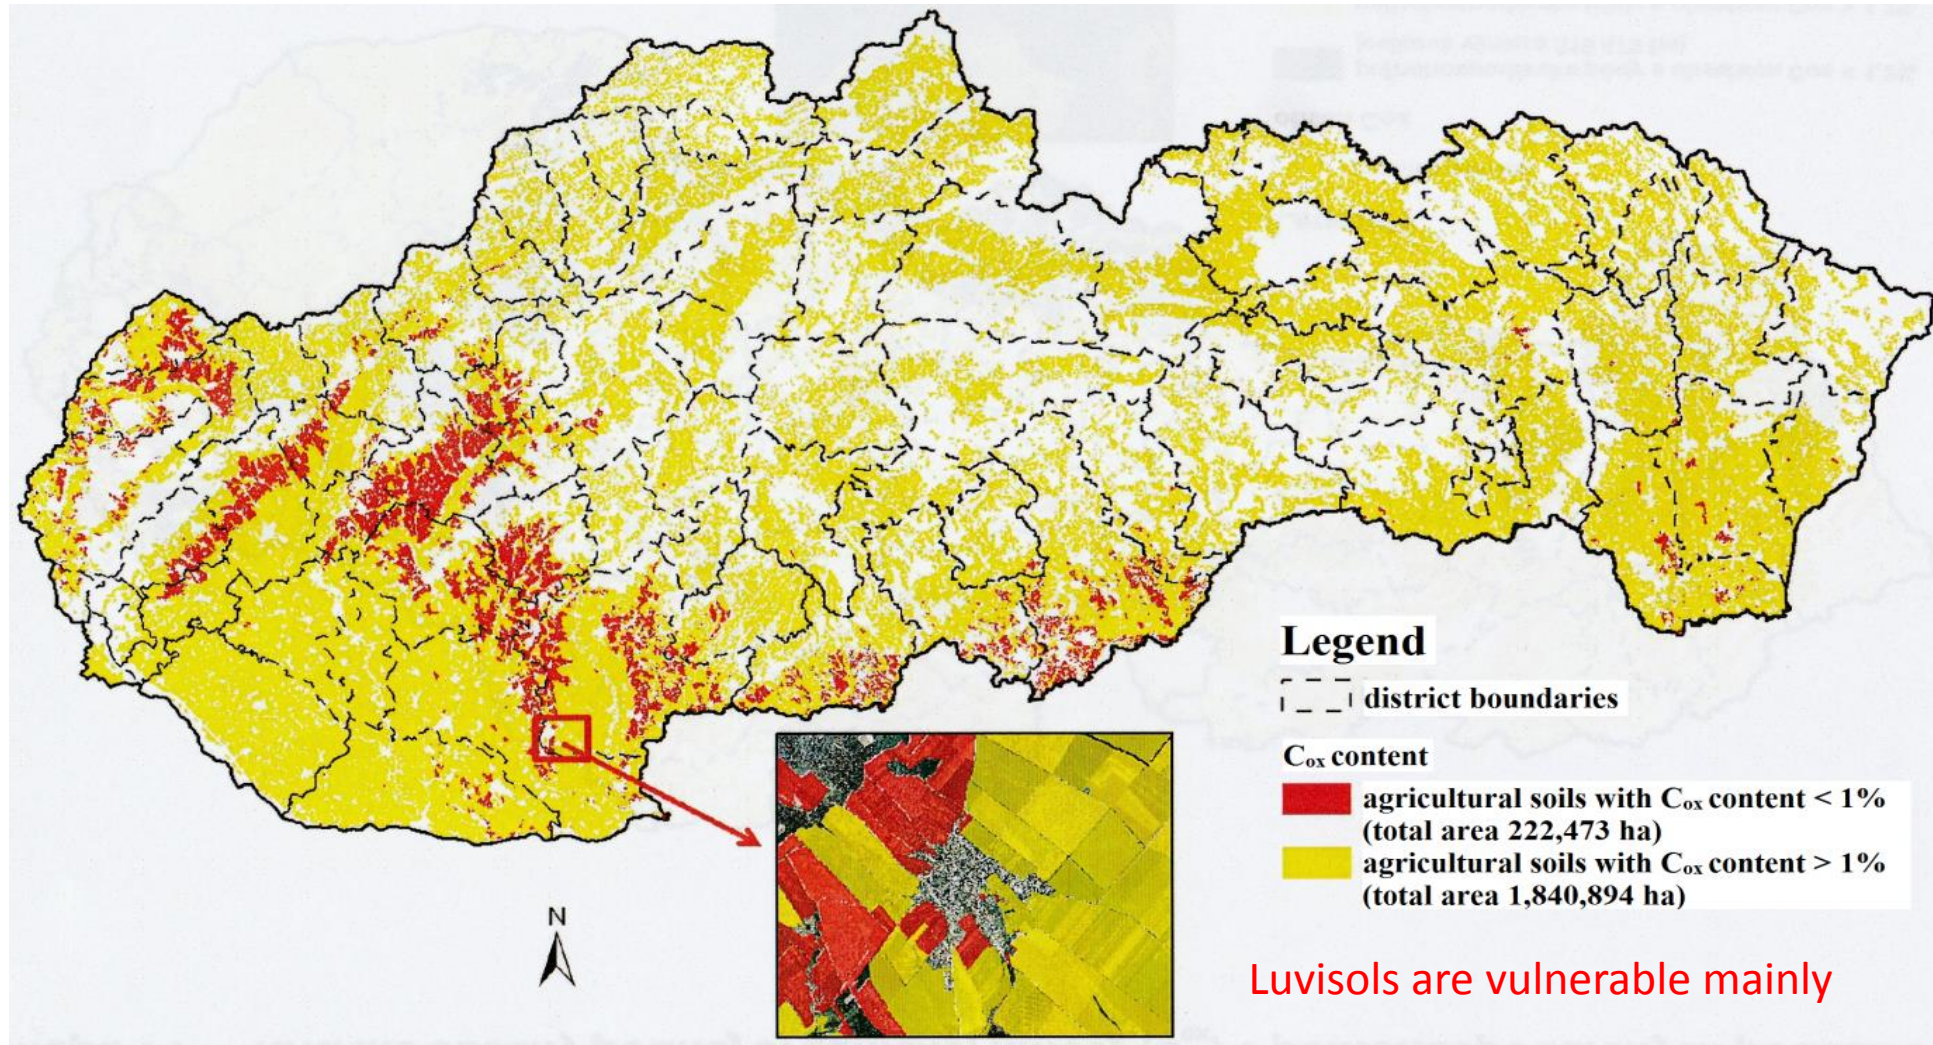 Legend
district boundaries
Cox content
agricultural soils with Cox content < 1%
(total area 222,473 ha)
agricultural soils with Cox content > 1%
(total area 1,840,894 ha)
N
Luvisols are vulnerable mainly